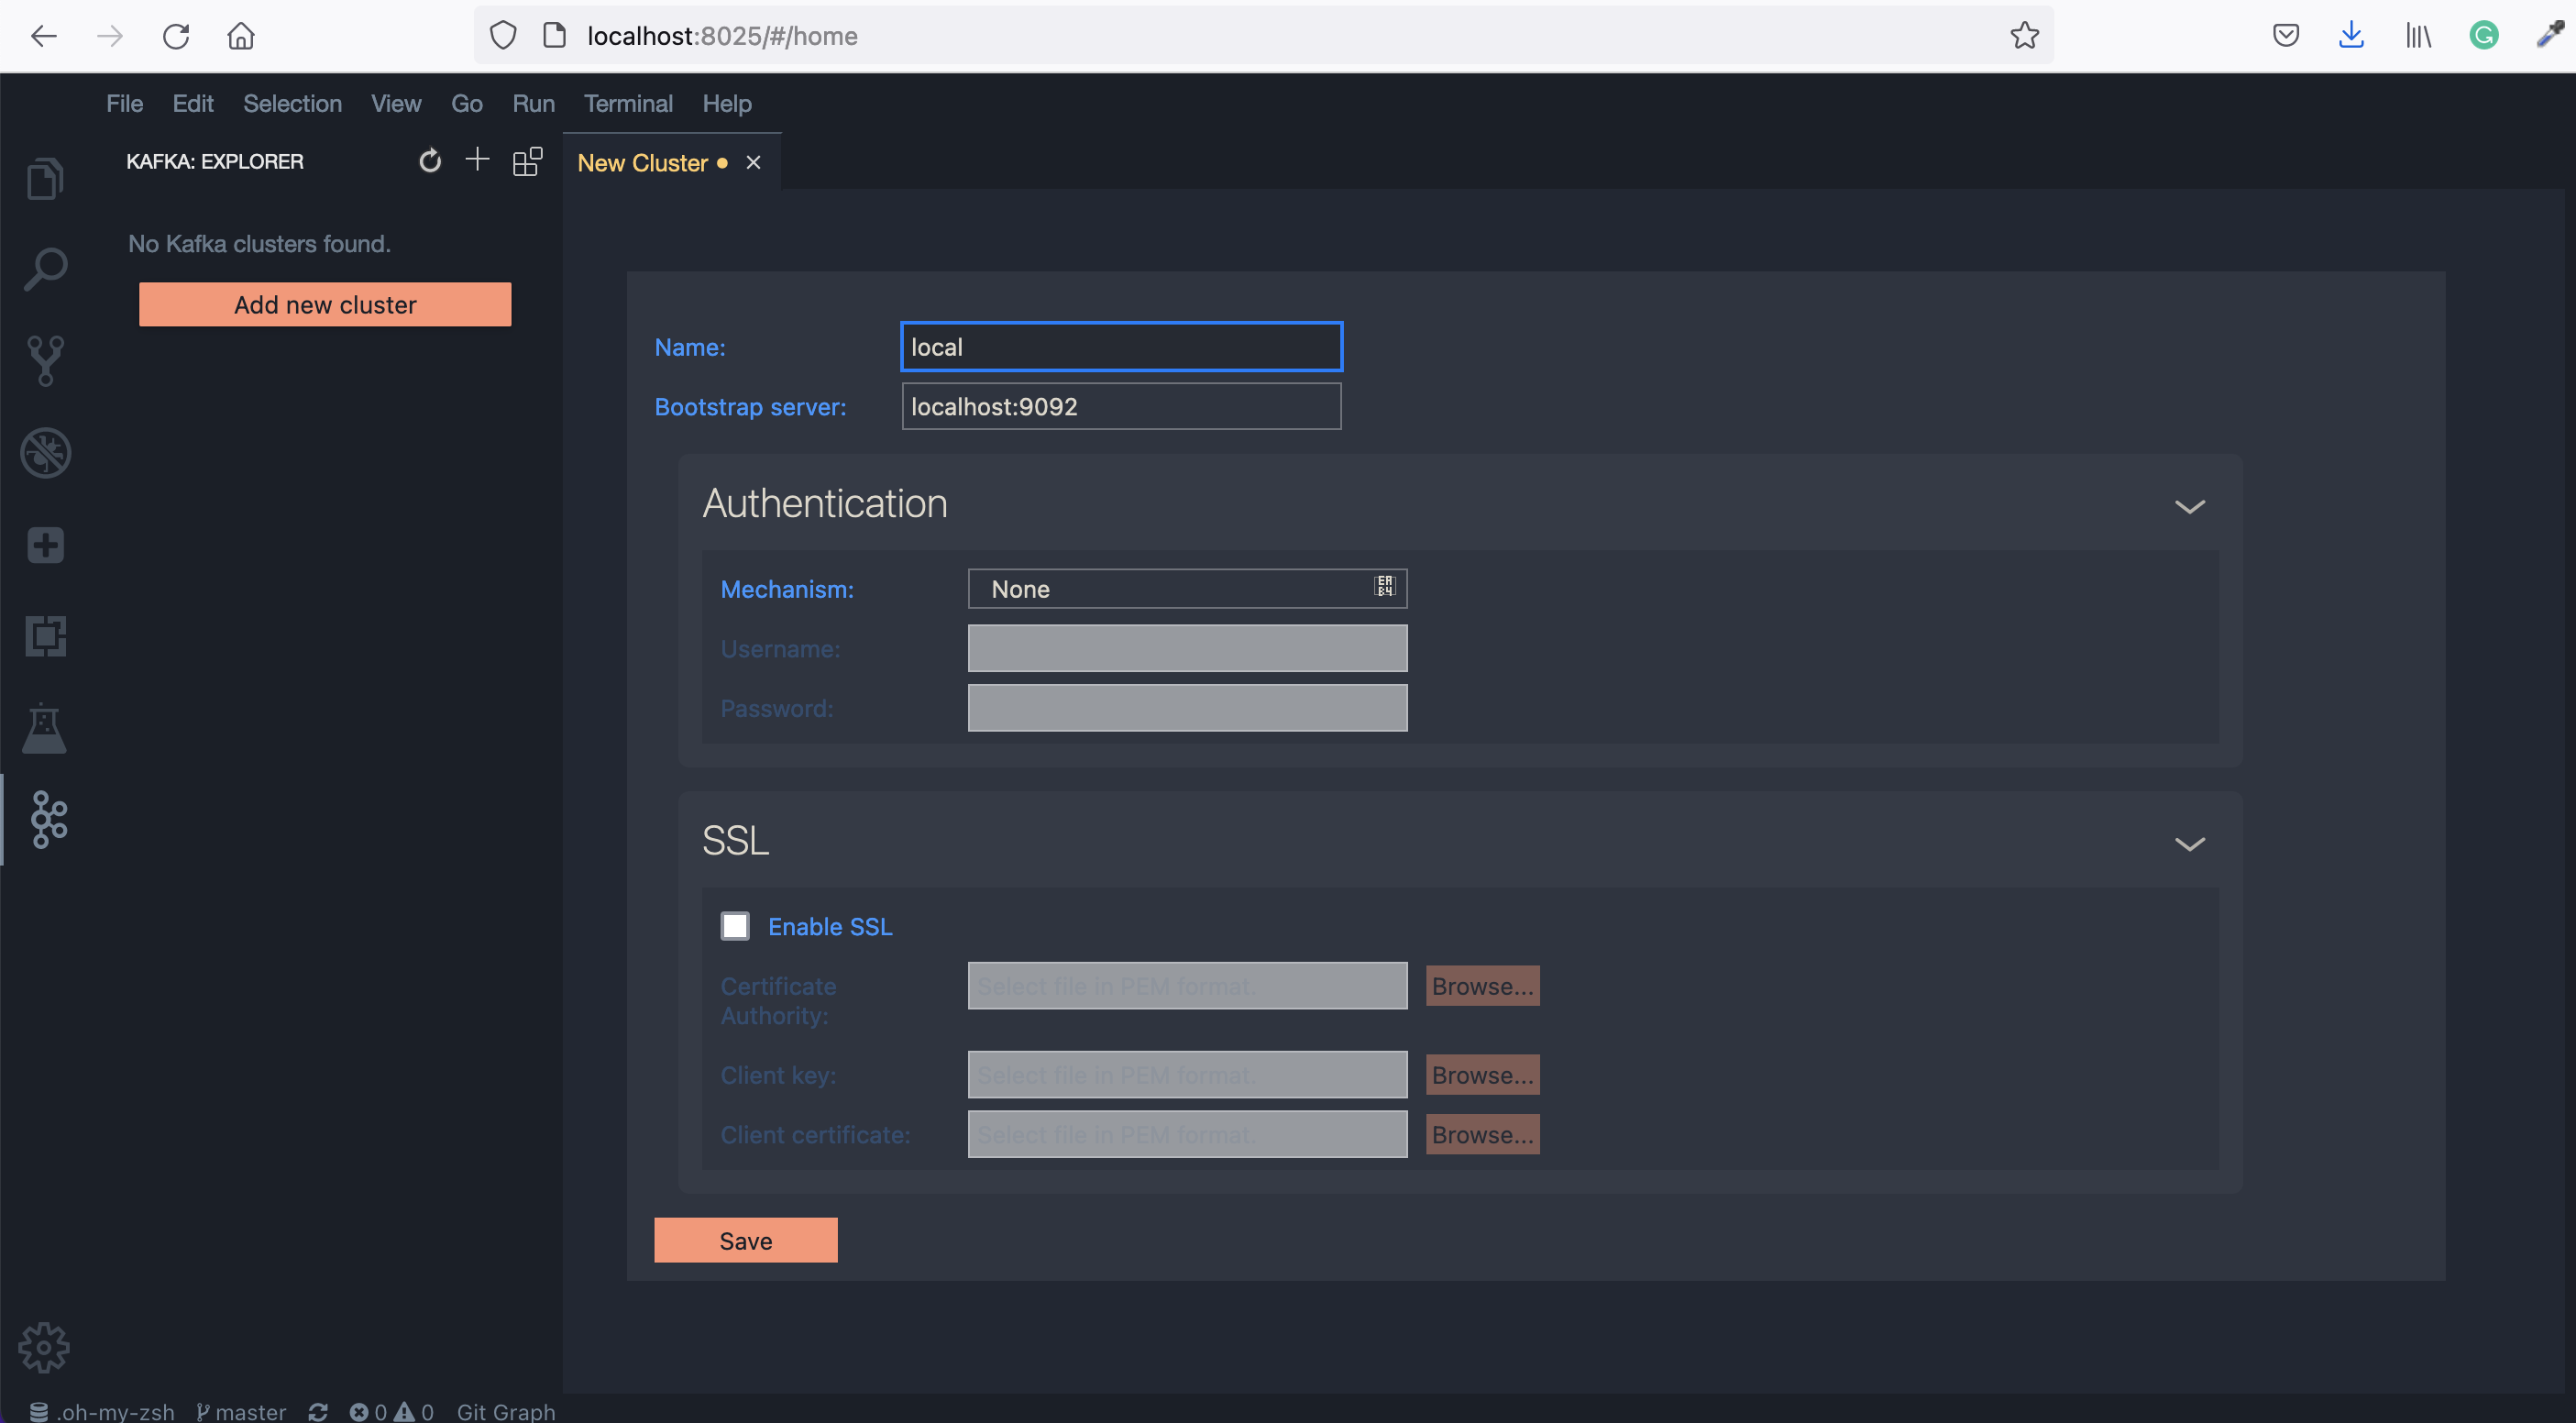 localhost:8025/#/home
File Edit Selection View Go Run Terminal Help
KAFKA: EXPLORER
New Cluster
No Kafka clusters found.
Add new cluster
Name: local
Bootstrap server: localhost:9092
Authentication
Mechanism: None
Username:
Password:
SSL
Enable SSL
Certificate Authority: Select file in PEM format. Browse...
Client key: Select file in PEM format. Browse...
Client certificate: Select file in PEM format. Browse...
Save
.oh-my-zsh master 0 0 Git Graph